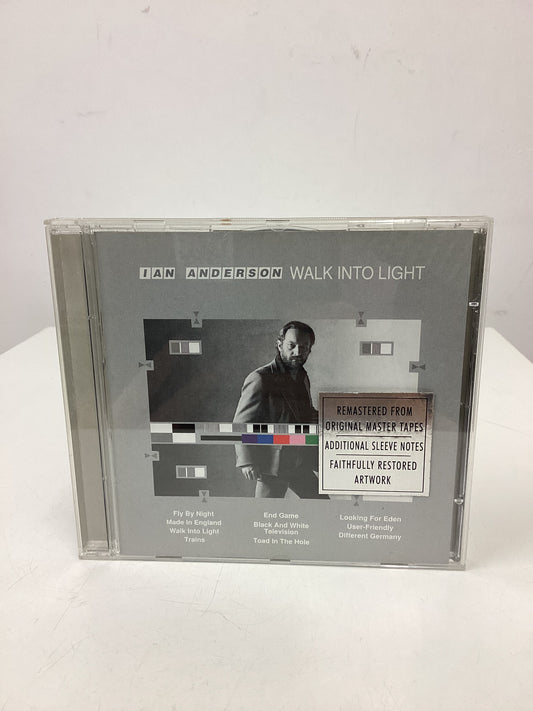 IAN ANDERSON WALK INTO LIGHT
REMASTERED FROM
ORIGINAL MASTER TAPES
ADDITIONAL SLEEVE NOTES
FAITHFULLY RESTORED
ARTWORK
Fly By Night
Made in England
Walk Into Light
Trains
End Game
Black And White
Television
Toad In The Hole
Looking For Eden
User-Friendly
Different Germany